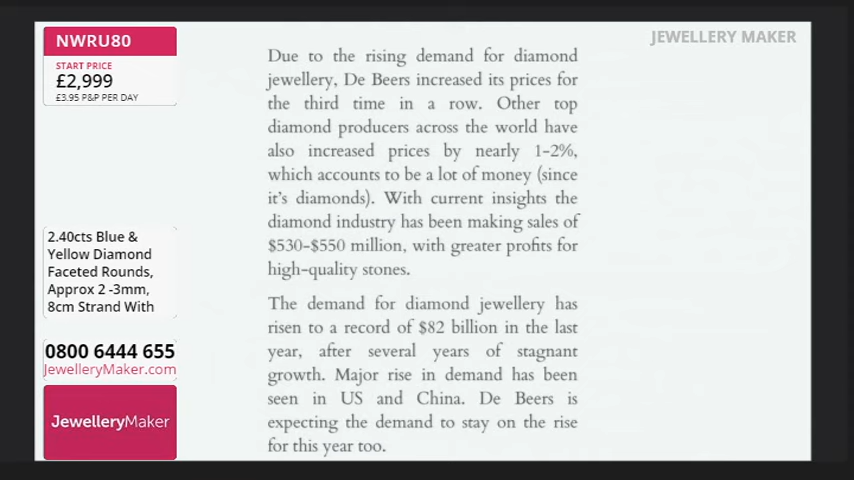 NWRU80
START PRICE
£2,999
£3.95 P&P PER DAY
2.40cts Blue &
Yellow Diamond
Faceted Rounds,
Approx 2 -3mm,
8cm Strand With
0800 6444 655
JewelleryMaker.com
JewelleryMaker
JEWELLERY MAKER
Due to the rising demand for diamond
jewellery, De Beers increased its prices for
the third time in a row. Other top
diamond producers across the world have
also increased prices by nearly 1-2%,
which accounts to be a lot of money (since
it's diamonds). With current insights the
diamond industry has been making sales of
$530-$550 million, with greater profits for
high-quality stones.
The demand for diamond jewellery has
risen to a record of $82 billion in the last
year, after several years of stagnant
growth. Major rise in demand has been
seen in US and China. De Beers is
expecting the demand to stay on the rise
for this year too.